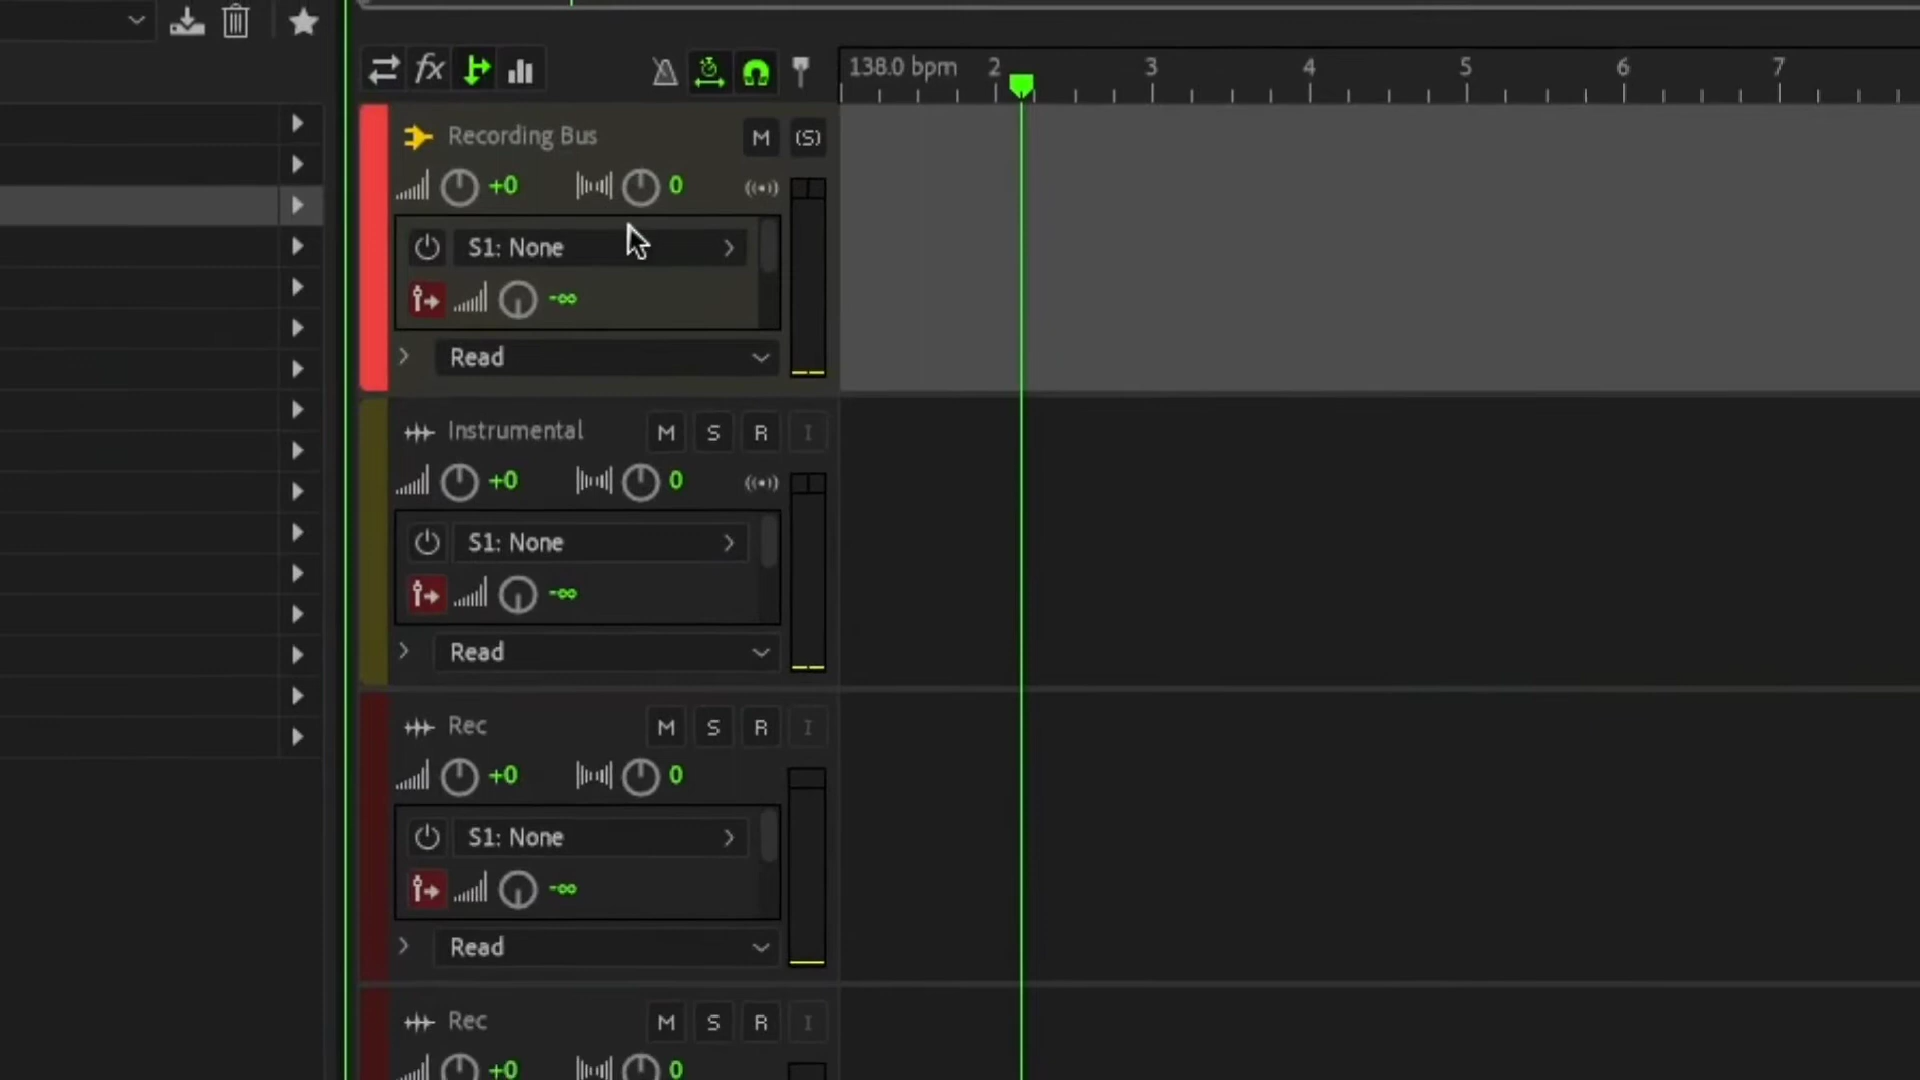 fx
138.0 bpm 2 3 4 5 6 7
Recording Bus M (S)
+0 0
S1: None
-∞
Read
Instrumental M S R I
+0 0
S1: None
-∞
Read
Rec M S R I
+0 0
S1: None
-∞
Read
Rec M S R I
+0 0